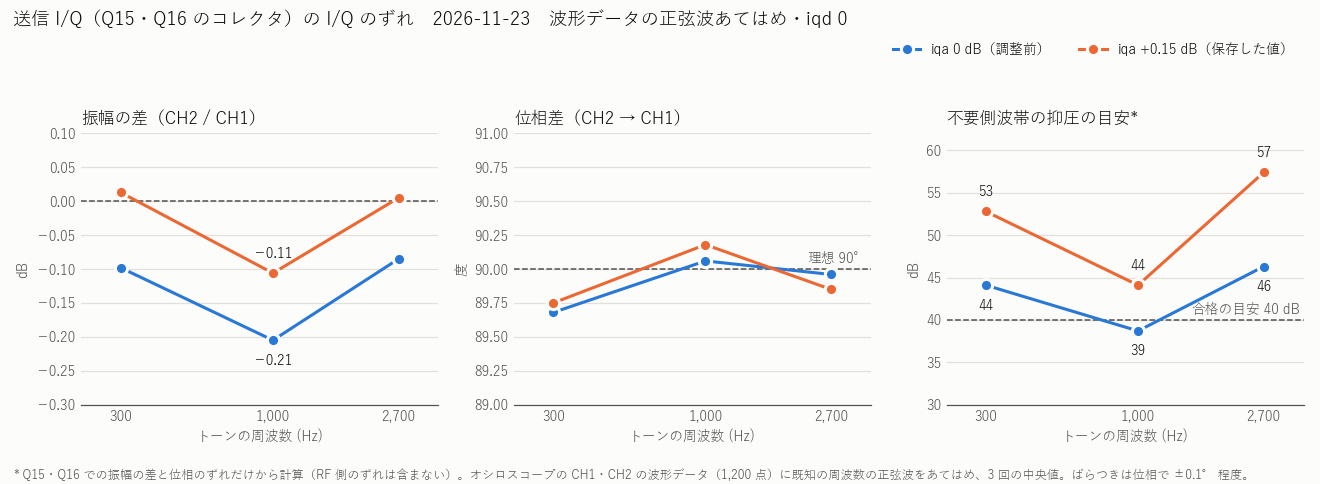 送信 I/Q（Q15・Q16 のコレクタ）の I/Q のずれ　2026-11-23　波形データの正弦波あてはめ・iqd 0
iqa 0 dB（調整前）
iqa +0.15 dB（保存した値）
振幅の差（CH2 / CH1）
0.10
0.05
0.00
−0.05
−0.10
−0.15
−0.20
−0.25
−0.30
dB
−0.11
−0.21
300
1,000
2,700
トーンの周波数 (Hz)
位相差（CH2 → CH1）
91.00
90.75
90.50
90.25
90.00
89.75
89.50
89.25
89.00
度
理想 90°
300
1,000
2,700
トーンの周波数 (Hz)
不要側波帯の抑圧の目安*
60
55
50
45
40
35
30
dB
53
44
57
44
39
46
合格の目安 40 dB
300
1,000
2,700
トーンの周波数 (Hz)
* Q15・Q16 での振幅の差と位相のずれだけから計算（RF 側のずれは含まない）。オシロスコープの CH1・CH2 の波形データ（1,200 点）に既知の周波数の正弦波をあてはめ、3 回の中央値。ばらつきは位相で ±0.1° 程度。